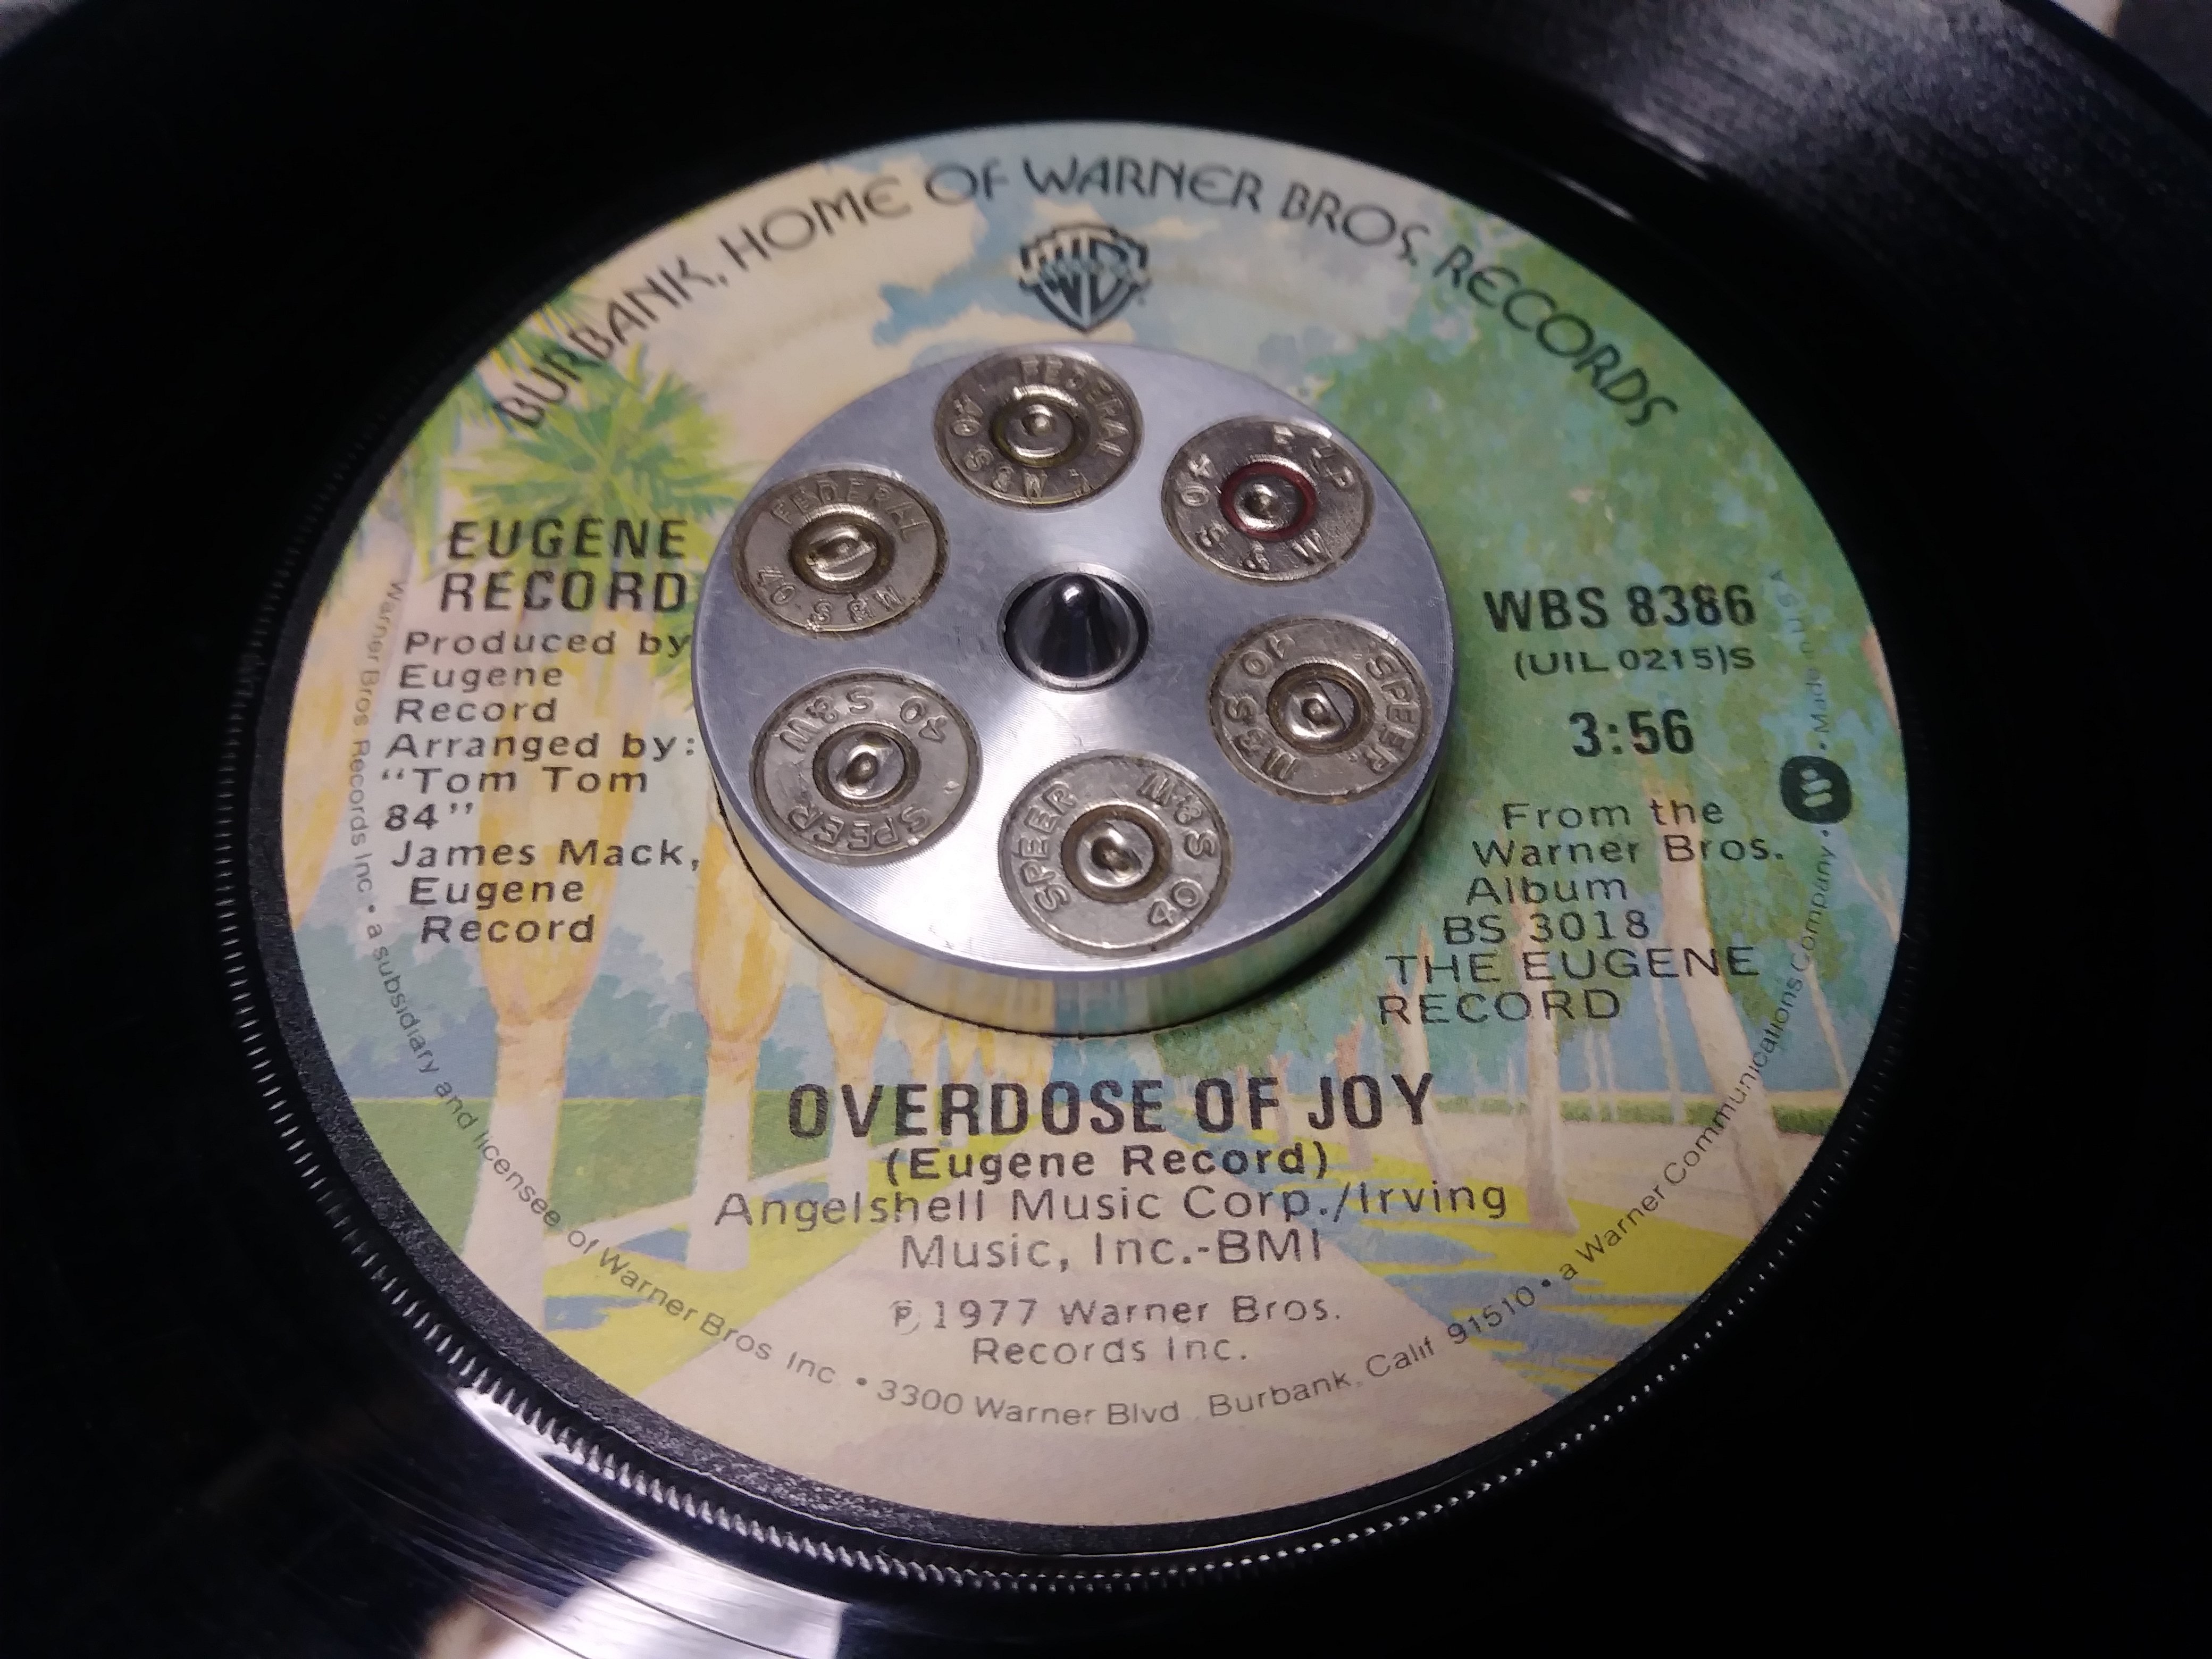 BURBANK, HOME OF WARNER BROS. RECORDS
EUGENE
RECORD
Produced by
Eugene
Record
Arranged by:
"Tom Tom
84"
James Mack,
Eugene
Record
FEDERAL
40 S&W
FEDERAL
40 S&W
40
S & W
SPEER
40 S&W
SPEER
40 S&W
SPEER
40 S&W
WBS 8386
(UIL 0215)S
3:56
From the
Warner Bros.
Album
BS 3018
THE EUGENE
RECORD
OVERDOSE OF JOY
(Eugene Record)
Angelshell Music Corp./Irving
Music, Inc.-BMI
℗ 1977 Warner Bros.
Records Inc.
Warner Bros Records Inc • a subsidiary and licensee of Warner Bros Inc • 3300 Warner Blvd Burbank, Calif 91510 • a Warner Communications Company • Made in U S A